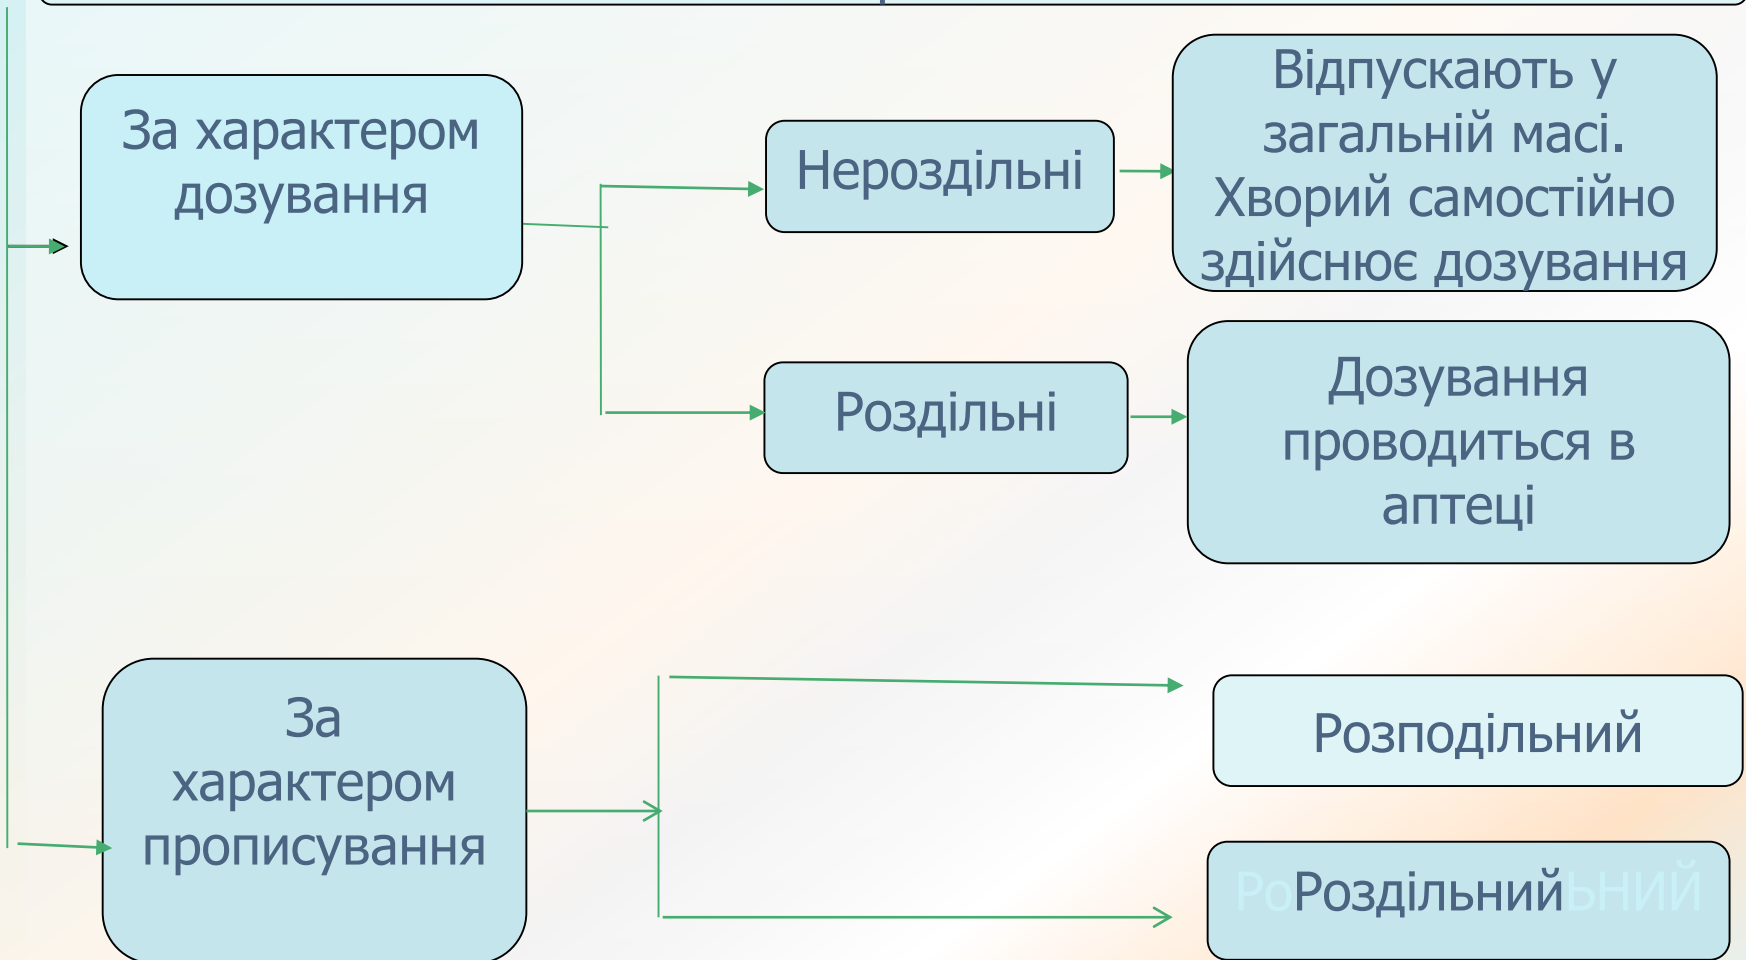 За характером
дозування
Нероздільні
Відпускають у
загальній масі.
Хворий самостійно
здійснює дозування
Роздільні
Дозування
проводиться в
аптеці
За
характером
прописування
Розподільний
Роздільний